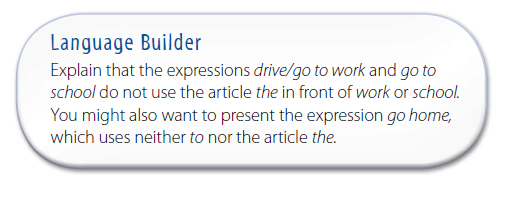 Language Builder
Explain that the expressions drive/go to work and go to
school do not use the article the in front of work or school.
You might also want to present the expression go home,
which uses neither to nor the article the.